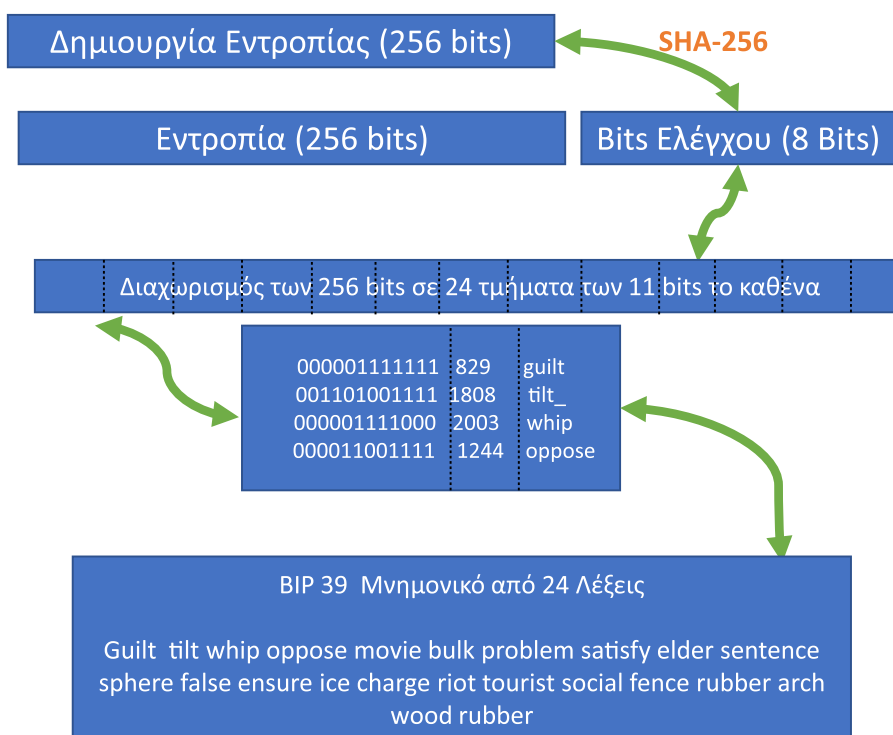 Δημιουργία Εντροπίας (256 bits)
SHA-256
Εντροπία (256 bits)
Bits Ελέγχου (8 Bits)
Διαχωρισμός των 256 bits σε 24 τμήματα των 11 bits το καθένα
000001111111 829 guilt
001101001111 1808 tilt_
000001111000 2003 whip
000011001111 1244 oppose
BIP 39 Μνημονικό από 24 Λέξεις
Guilt tilt whip oppose movie bulk problem satisfy elder sentence
sphere false ensure ice charge riot tourist social fence rubber arch
wood rubber